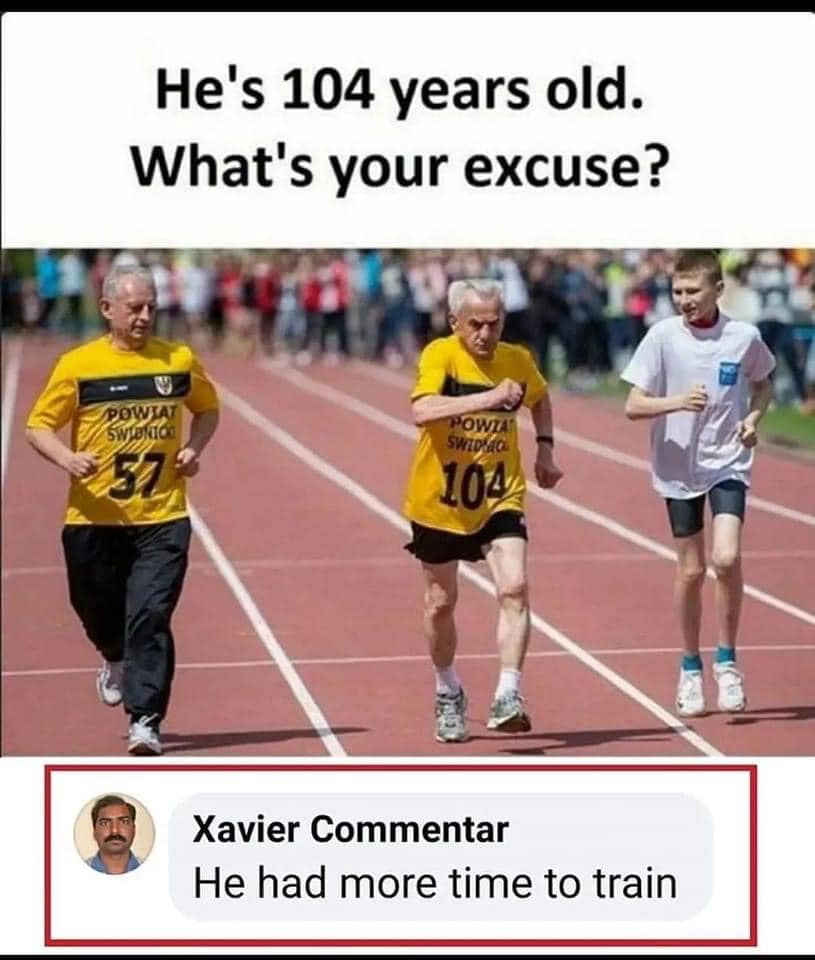 He's 104 years old.
What's your excuse?
POWIAT
ŚWIDNICKI
57
POWIAT
104
Xavier Commentar
He had more time to train